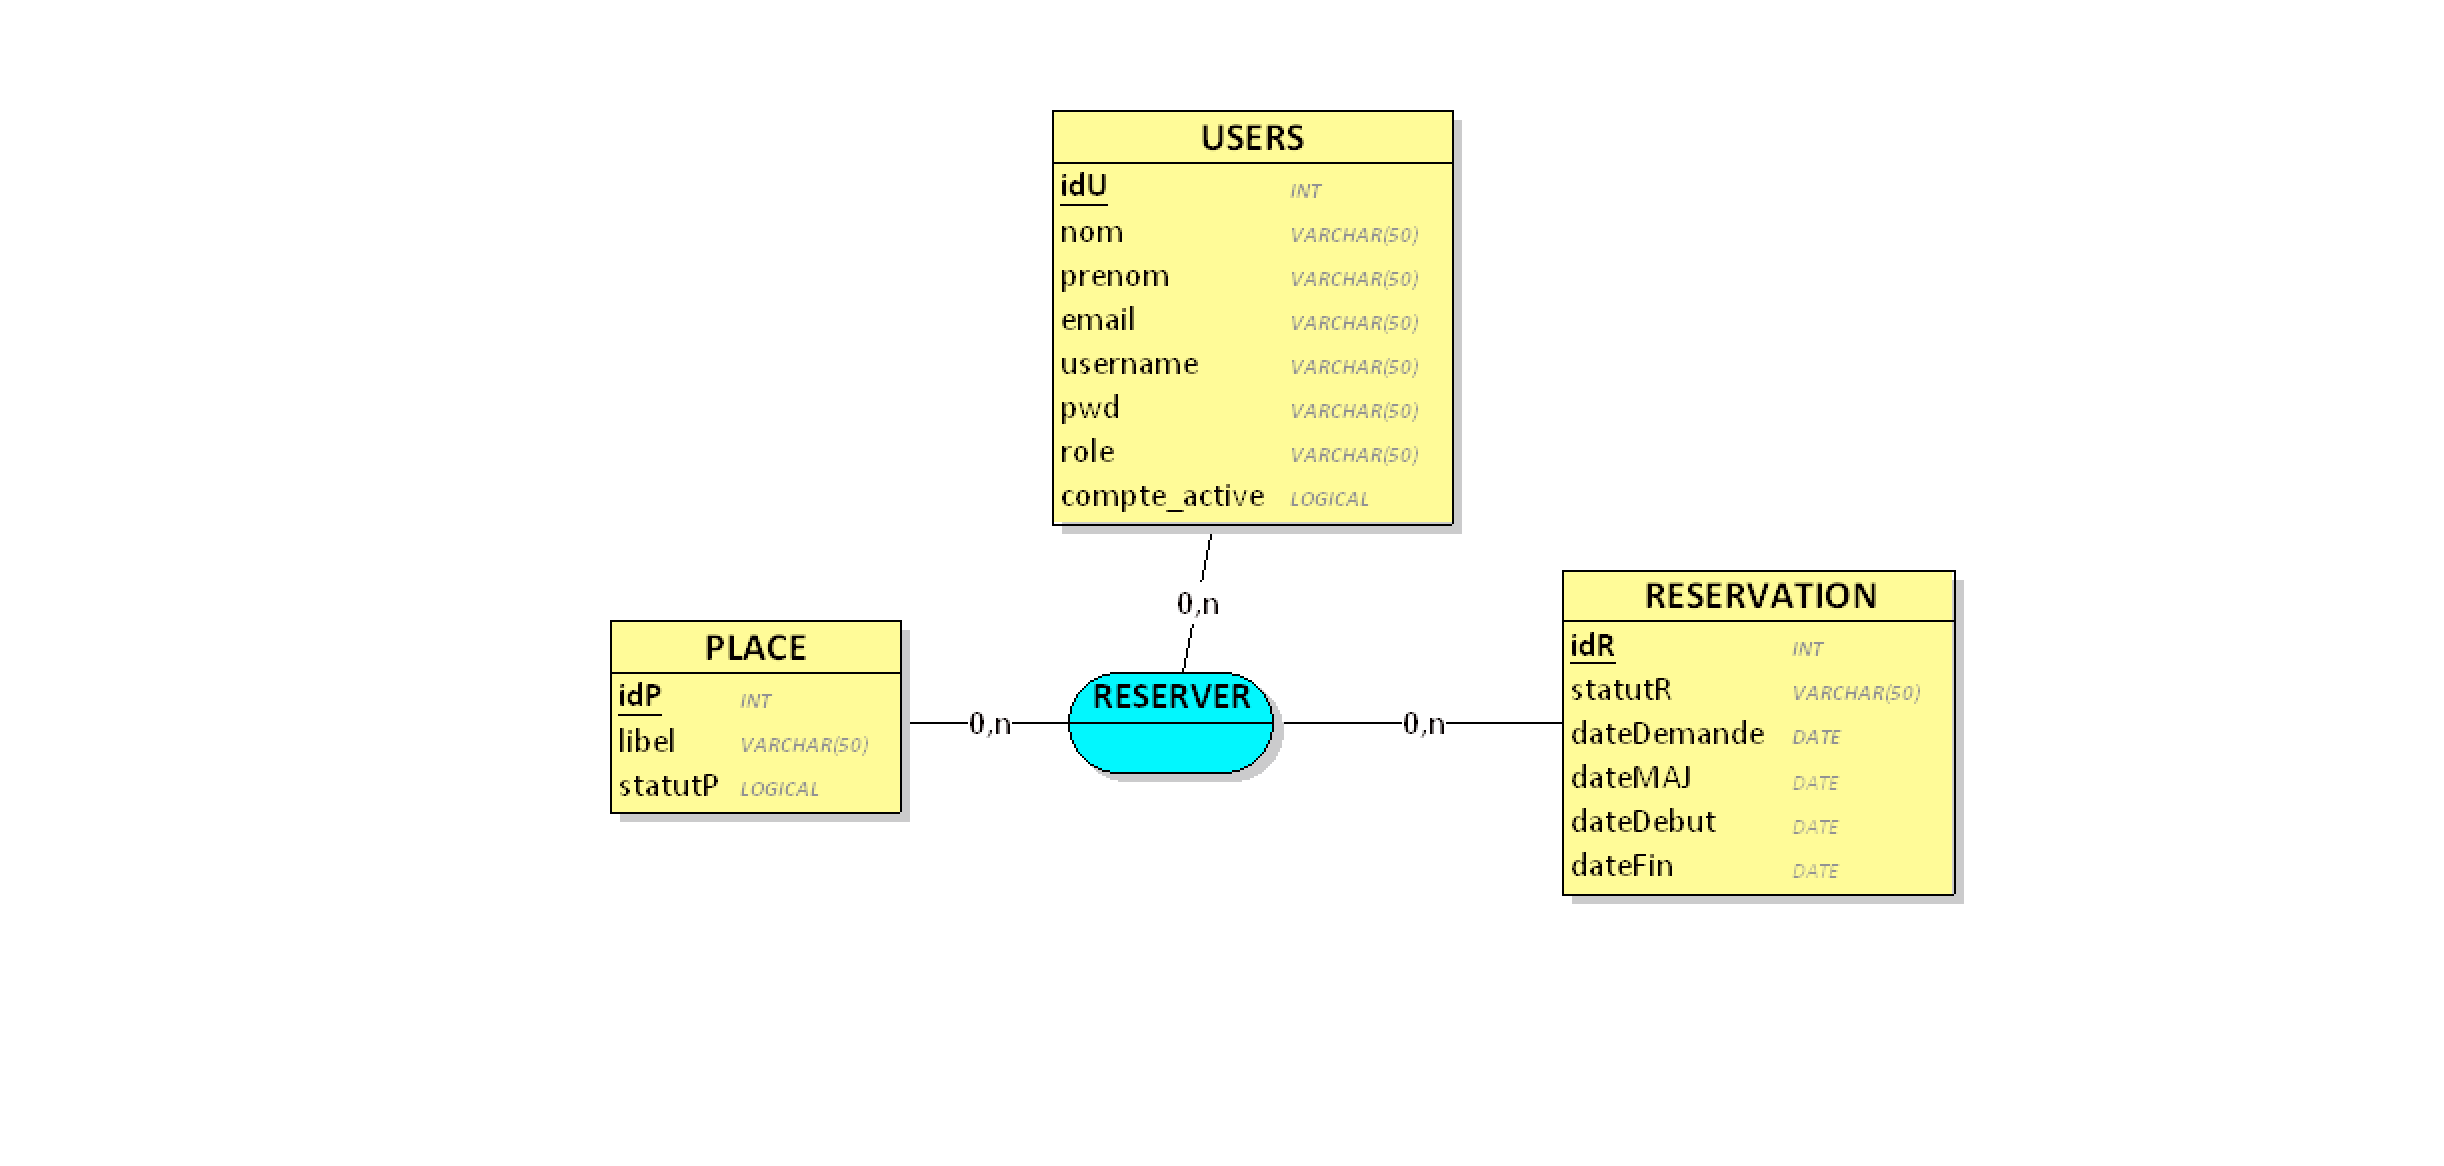 USERS
idU INT
nom VARCHAR(50)
prenom VARCHAR(50)
email VARCHAR(50)
username VARCHAR(50)
pwd VARCHAR(50)
role VARCHAR(50)
compte_active LOGICAL
0,n
PLACE
idP INT
libel VARCHAR(50)
statutP LOGICAL
0,n
RESERVER
0,n
RESERVATION
idR INT
statutR VARCHAR(50)
dateDemande DATE
dateMAJ DATE
dateDebut DATE
dateFin DATE